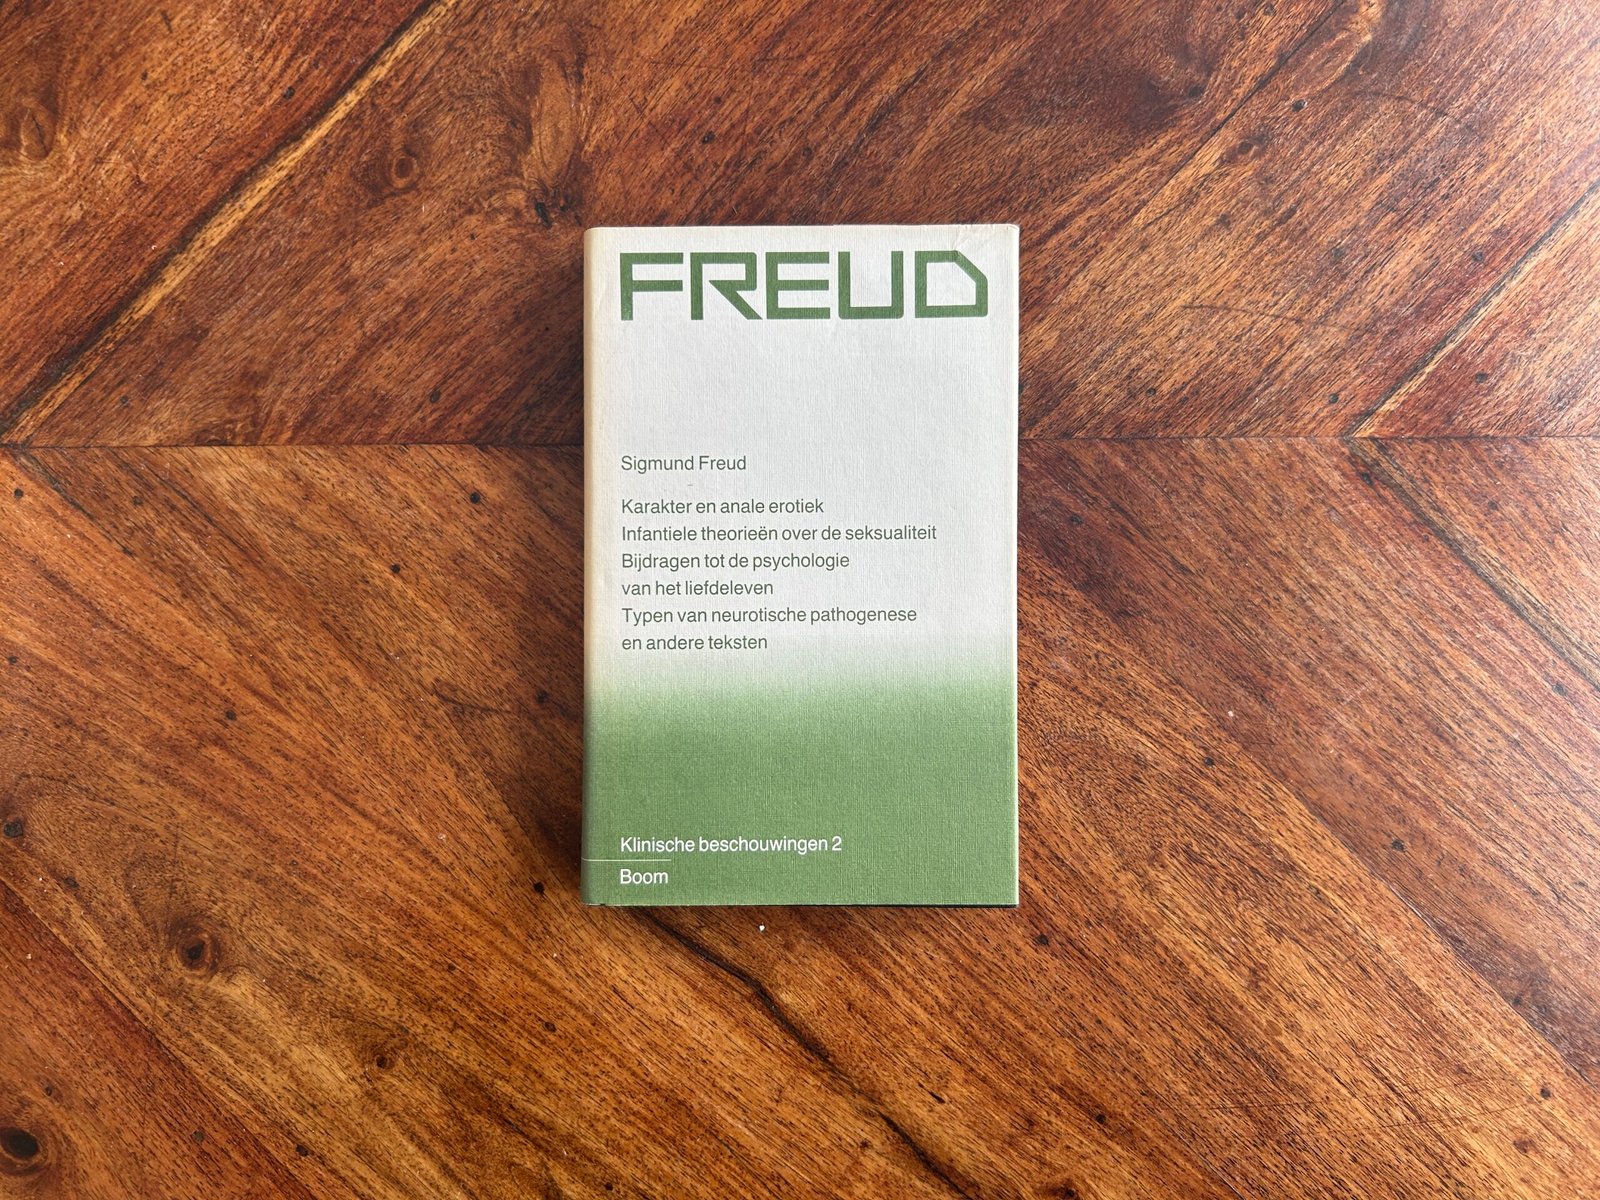 FREUD
Sigmund Freud
Karakter en anale erotiek
Infantiele theorieën over de seksualiteit
Bijdragen tot de psychologie
van het liefdeleven
Typen van neurotische pathogenese
en andere teksten
Klinische beschouwingen 2
Boom